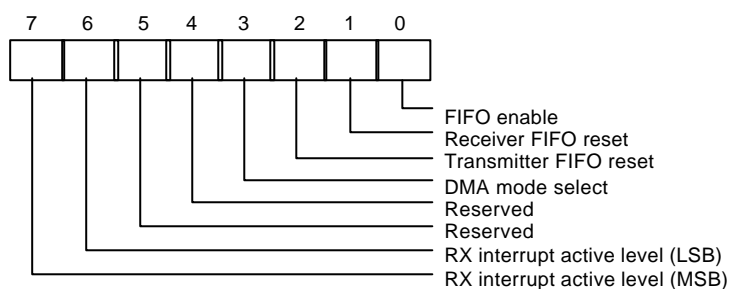 7 6 5 4 3 2 1 0
FIFO enable
Receiver FIFO reset
Transmitter FIFO reset
DMA mode select
Reserved
Reserved
RX interrupt active level (LSB)
RX interrupt active level (MSB)